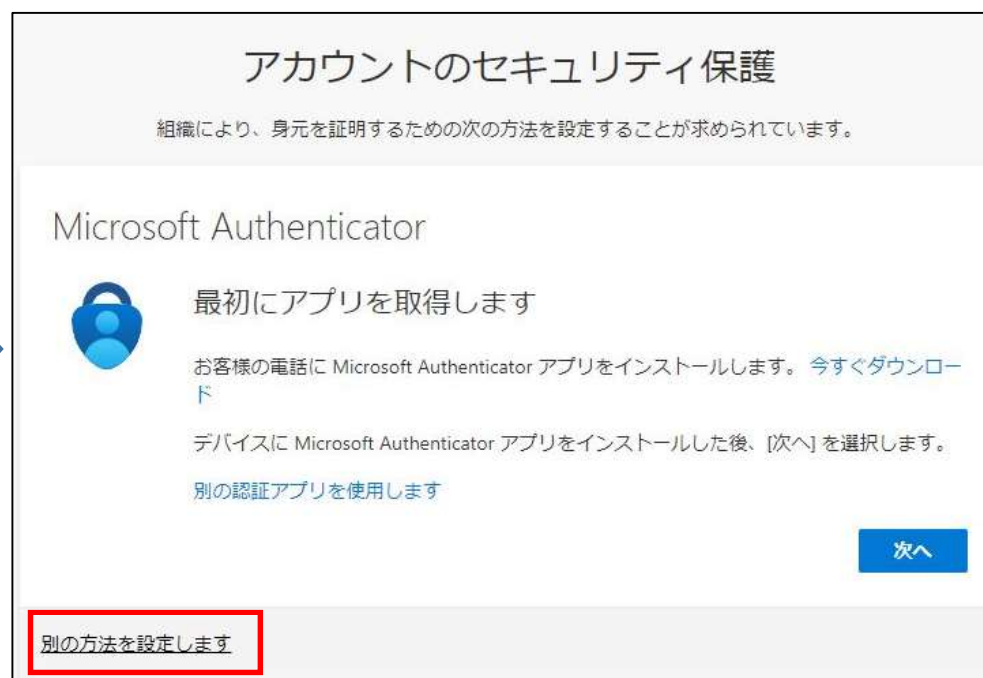 アカウントのセキュリティ保護
組織により、身元を証明するための次の方法を設定することが求められています。
Microsoft Authenticator
最初にアプリを取得します
お客様の電話に Microsoft Authenticator アプリをインストールします。 今すぐダウンロー
ド
デバイスに Microsoft Authenticator アプリをインストールした後、[次へ] を選択します。
別の認証アプリを使用します
次へ
別の方法を設定します